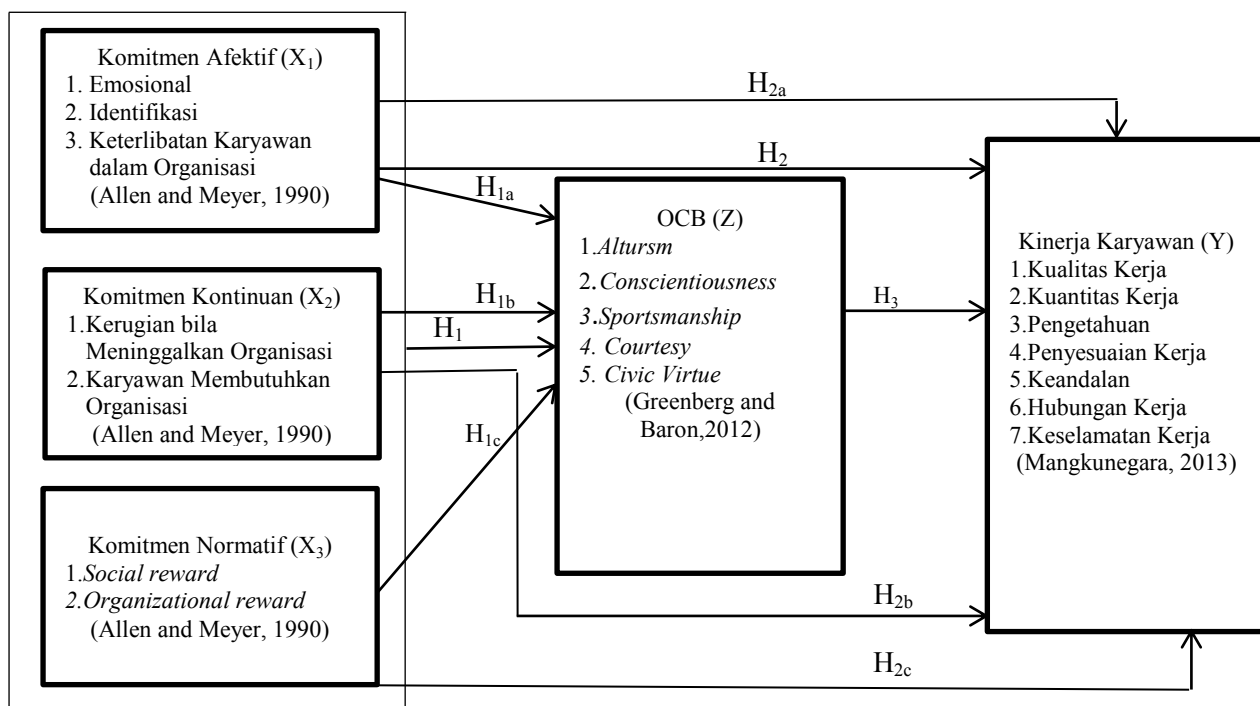 Komitmen Afektif (X₁)
1. Emosional
2. Identifikasi
3. Keterlibatan Karyawan
dalam Organisasi
(Allen and Meyer, 1990)
Komitmen Kontinuan (X₂)
1.Kerugian bila
Meninggalkan Organisasi
2. Karyawan Membutuhkan
Organisasi
(Allen and Meyer, 1990)
Komitmen Normatif (X₃)
1.Social reward
2.Organizational reward
(Allen and Meyer, 1990)
H₂ₐ
H₂
H₁ₐ
H1b
H₁
H1c
OCB (Z)
1.Altursm
2.Conscientiousness
3.Sportsmanship
4. Courtesy
5. Civic Virtue
(Greenberg and
Baron,2012)
H₃
H2b
H2c
Kinerja Karyawan (Y)
1.Kualitas Kerja
2.Kuantitas Kerja
3.Pengetahuan
4.Penyesuaian Kerja
5.Keandalan
6.Hubungan Kerja
7.Keselamatan Kerja
(Mangkunegara, 2013)